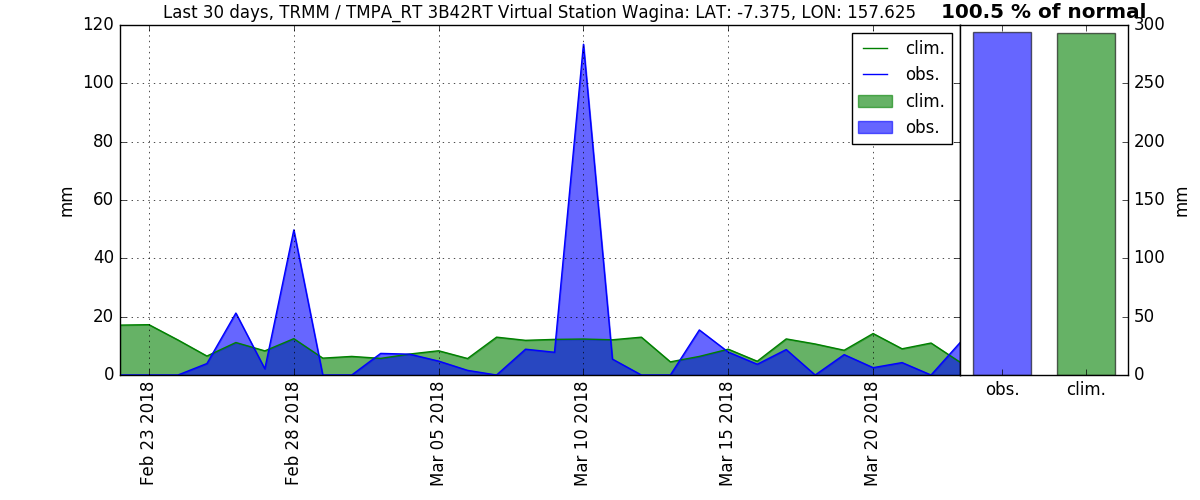 Last 30 days, TRMM / TMPA_RT 3B42RT Virtual Station Wagina: LAT: -7.375, LON: 157.625
100.5 % of normal
120
100
80
60
40
20
0
mm
clim.
obs.
clim.
obs.
300
250
200
150
100
50
0
mm
obs.
clim.
Feb 23 2018
Feb 28 2018
Mar 05 2018
Mar 10 2018
Mar 15 2018
Mar 20 2018